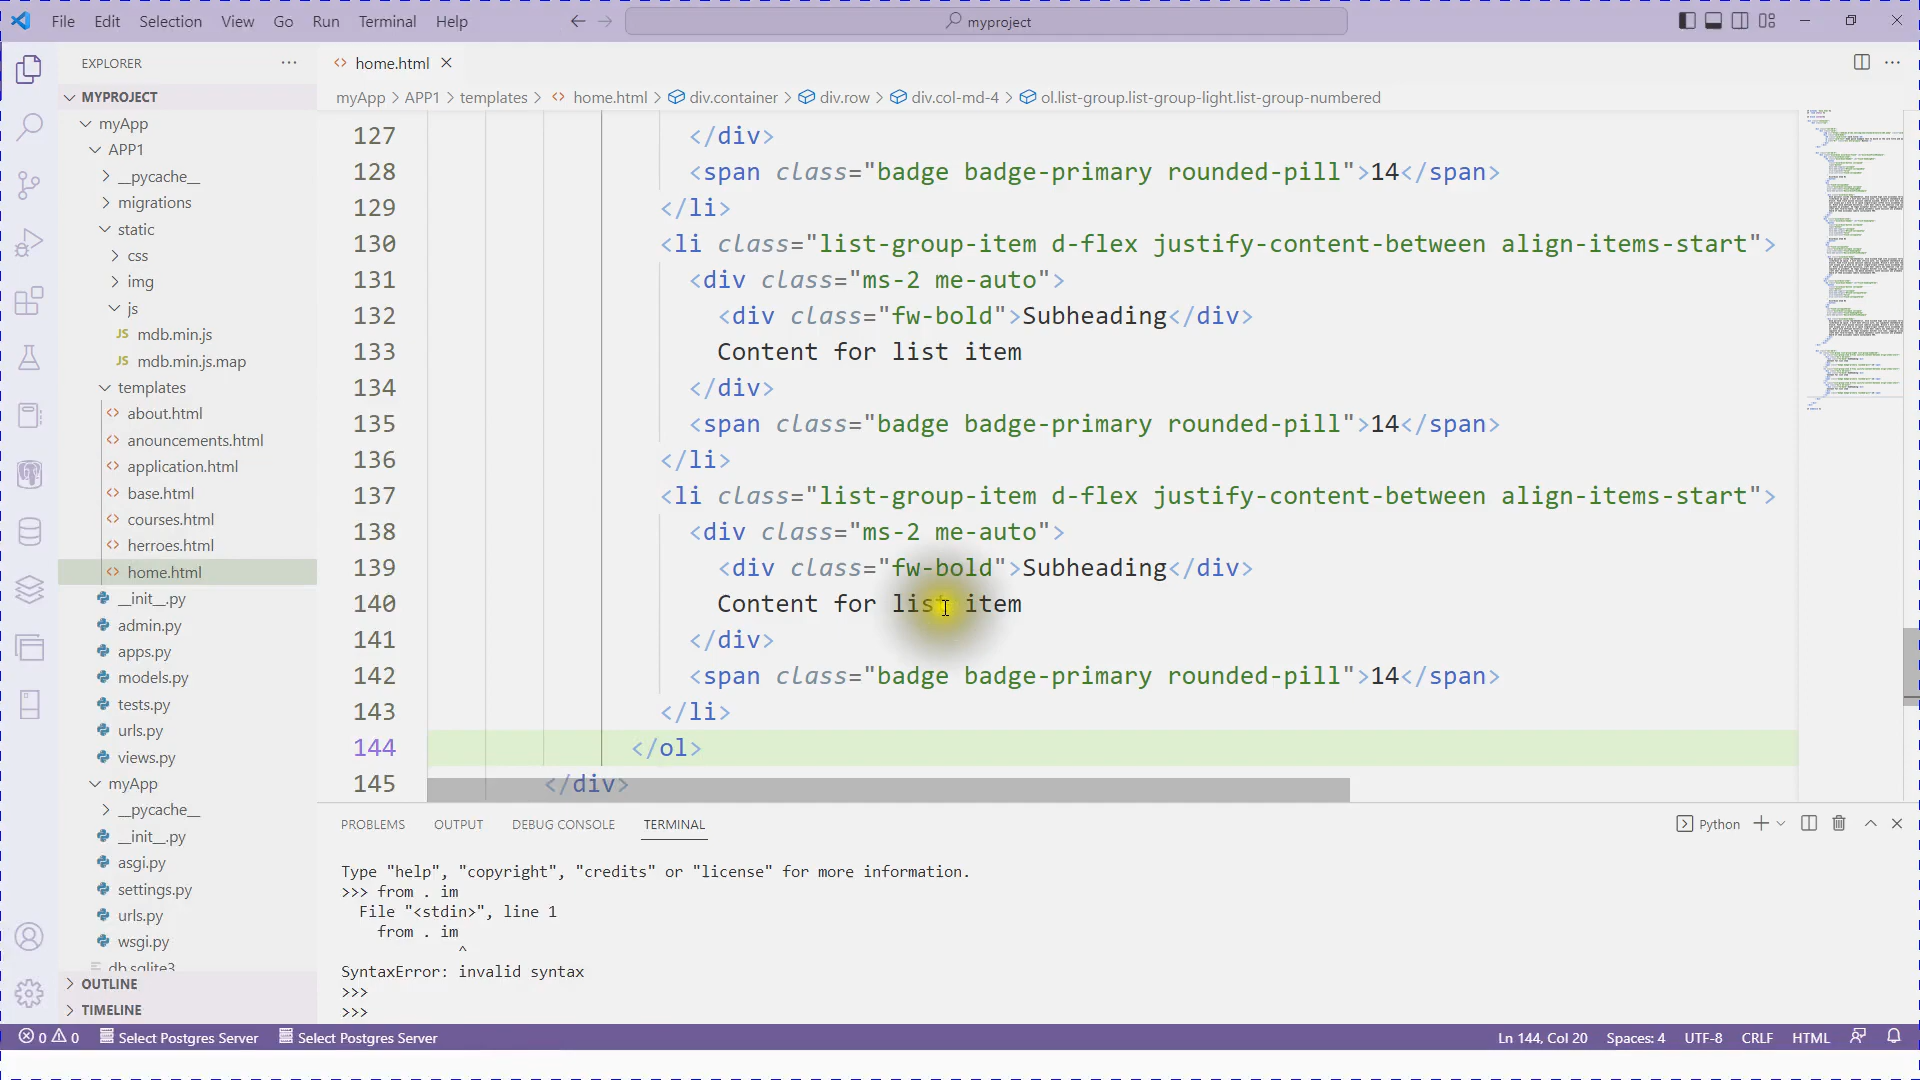 File Edit Selection View Go Run Terminal Help
myproject
EXPLORER
MYPROJECT
myApp
APP1
__pycache__
migrations
static
css
img
js
JS mdb.min.js
JS mdb.min.js.map
templates
<> about.html
<> anouncements.html
<> application.html
<> base.html
<> courses.html
<> herroes.html
<> home.html
__init__.py
admin.py
apps.py
models.py
tests.py
urls.py
views.py
myApp
__pycache__
__init__.py
asgi.py
settings.py
urls.py
wsgi.py
db.sqlite3
OUTLINE
TIMELINE
<> home.html
myApp > APP1 > templates > <> home.html > div.container > div.row > div.col-md-4 > ol.list-group.list-group-light.list-group-numbered
127 </div>
128 <span class="badge badge-primary rounded-pill">14</span>
129 </li>
130 <li class="list-group-item d-flex justify-content-between align-items-start">
131 <div class="ms-2 me-auto">
132 <div class="fw-bold">Subheading</div>
133 Content for list item
134 </div>
135 <span class="badge badge-primary rounded-pill">14</span>
136 </li>
137 <li class="list-group-item d-flex justify-content-between align-items-start">
138 <div class="ms-2 me-auto">
139 <div class="fw-bold">Subheading</div>
140 Content for list item
141 </div>
142 <span class="badge badge-primary rounded-pill">14</span>
143 </li>
144 </ol>
145 </div>
PROBLEMS OUTPUT DEBUG CONSOLE TERMINAL
Python
Type "help", "copyright", "credits" or "license" for more information.
>>> from . im
File "<stdin>", line 1
from . im
^
SyntaxError: invalid syntax
>>>
>>>
0 0 Select Postgres Server Select Postgres Server
Ln 144, Col 20 Spaces: 4 UTF-8 CRLF HTML